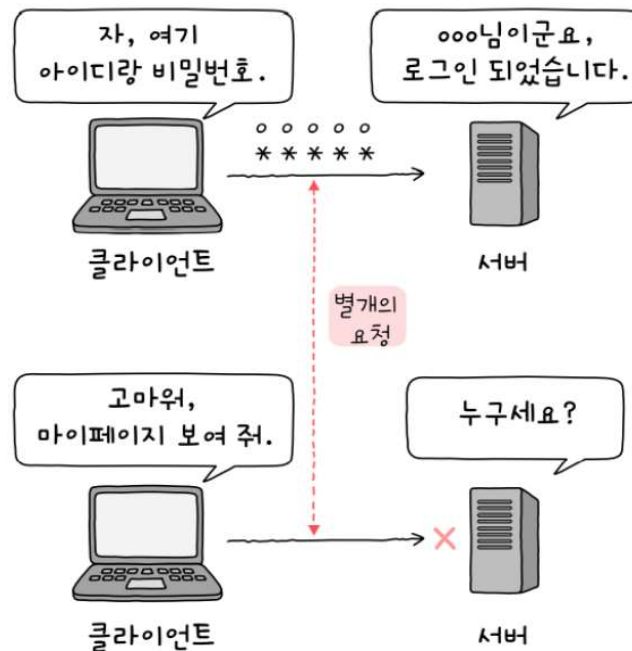 자, 여기
아이디랑 비밀번호.
ooo님이군요,
로그인 되었습니다.
o o o o o
* * * * *
클라이언트
서버
별개의
요청
고마워,
마이페이지 보여 줘.
누구세요?
클라이언트
서버